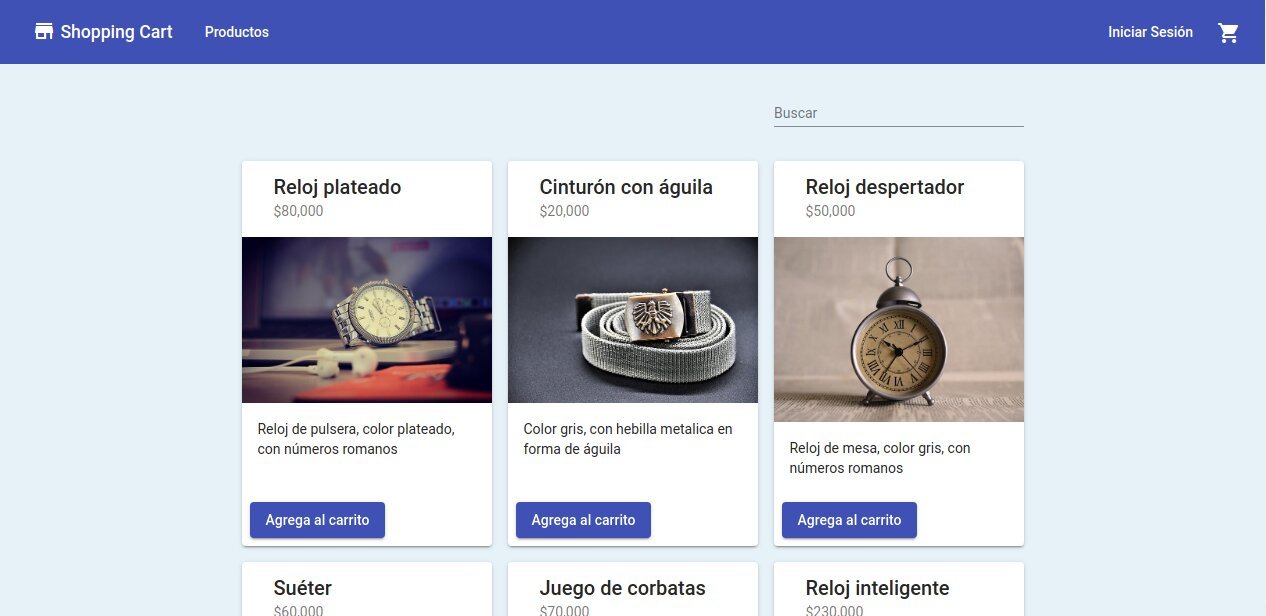 Shopping Cart
Productos
Iniciar Sesión
Buscar
Reloj plateado
$80,000
Reloj de pulsera, color plateado,
con números romanos
Agrega al carrito
Cinturón con águila
$20,000
Color gris, con hebilla metalica en
forma de águila
Agrega al carrito
Reloj despertador
$50,000
XII
Reloj de mesa, color gris, con
números romanos
Agrega al carrito
Suéter
$60,000
Juego de corbatas
$70,000
Reloj inteligente
$230,000